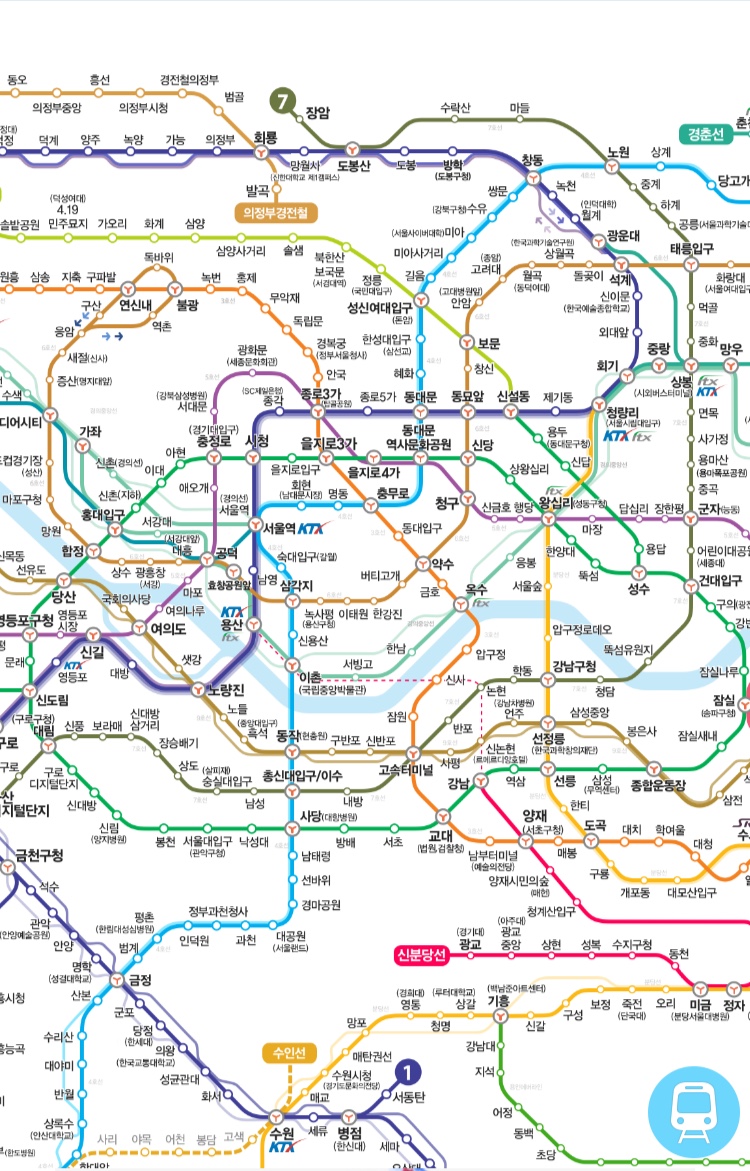 동오
흥선
경전철의정부
의정부중앙
의정부시청
범골
7
장암
수락산
마들
7호선
경춘선
덕계
양주
녹양
가능
의정부
회룡
망월사
(신한대학교 제1캠퍼스)
도봉산
도봉
방학
(도봉구청)
창동
노원
상계
당고개
발곡
의정부경전철
쌍문
녹천
중계
하계
(인덕대학)
월계
(강북구청)수유
공릉(서울과학기술대)
(덕성여대)
4.19
솔밭공원
민주묘지
가오리
화계
삼양
삼양사거리
솔샘
북한산
보국문
(서경대역)
정릉
(국민대입구)
(서울사이버대학)미아
미아사거리
길음
(종암)
고려대
(한국과학기술연구원)
상월곡
광운대
태릉입구
월곡
(동덕여대)
돌곶이
석계
화랑대
(서울여대입구)
독바위
원흥
삼송
지축
구파발
연신내
불광
녹번
홍제
무악재
독립문
구산
응암
역촌
새절(신사)
증산(명지대앞)
성신여대입구
(돈암)
(고대병원앞)
안암
신이문
(한국예술종합학교)
외대앞
먹골
중화
한성대입구
(삼선교)
혜화
보문
창신
경복궁
(정부서울청사)
안국
광화문
(세종문화회관)
회기
중랑
상봉
(시외버스터미널)
망우
KTX
수색
디어시티
가좌
(강북삼성병원)
서대문
(SC제일은행)
종각
종로3가
(탑골공원)
종로5가
동대문
동묘앞
신설동
제기동
청량리
(서울시립대입구)
KTX
면목
사가정
용마산
(용마폭포공원)
중곡
(경기대입구)
충정로
시청
을지로입구
을지로3가
을지로4가
동대문
역사문화공원
신당
용두
(동대문구청)
신답
상왕십리
신촌(경의선)
이대
아현
애오개
신촌(지하)
(성산)
마포구청
망원
홍대입구
서강대
(서강대앞)
대흥
공덕
(경의선)
서울역
서울역
KTX
회현
(남대문시장)
명동
충무로
청구
신금호
행당
왕십리(성동구청)
마장
답십리
장한평
군자(능동)
합정
상수
광흥창
(서강)
효창공원앞
숙대입구(갈월)
남영
삼각지
동대입구
버티고개
약수
금호
옥수
응봉
서울숲
한양대
뚝섬
성수
용답
어린이대공원
(세종대)
건대입구
선유도
당산
국회의사당
마포
여의나루
여의도
KTX
용산
녹사평
(용산구청)
이태원
한강진
신용산
이촌
(국립중앙박물관)
서빙고
한남
압구정
압구정로데오
뚝섬유원지
구의(광진구청)
영등포구청
영등포
시장
문래
신길
KTX
영등포
대방
샛강
노량진
노들
신도림
(구로구청)
대림
흑석
(중앙대입구)
동작(현충원)
구반포
신반포
신사
잠원
논현
학동
(강남차병원)
언주
강남구청
청담
삼성중앙
봉은사
잠실나루
잠실
(송파구청)
잠실새내
고속터미널
사평
반포
신논현
(르메르디앙호텔)
선정릉
(한국과학창의재단)
신풍
보라매
신대방
삼거리
장승배기
상도
(살피재)
숭실대입구
남성
총신대입구/이수
내방
구로
디지털단지
신대방
신림
(양지병원)
봉천
서울대입구
(관악구청)
낙성대
사당(대항병원)
방배
서초
교대
(법원,검찰청)
강남
역삼
선릉
삼성
(무역센터)
종합운동장
삼전
한티
도곡
대치
학여울
대청
구룡
개포동
대모산입구
남부터미널
(예술의전당)
양재
(서초구청)
매봉
양재시민의숲
(매헌)
청계산입구
금천구청
석수
관악
(안양예술공원)
안양
명학
(성결대학교)
금정
남태령
선바위
경마공원
대공원
(서울랜드)
과천
정부과천청사
인덕원
평촌
(한림대성심병원)
범계
신분당선
(경기대)
광교
(아주대)
광교
중앙
상현
성복
수지구청
동천
미금
(분당서울대병원)
정자
산본
수리산
대야미
반월
상록수
(안산대학교)
군포
당정
(한세대)
의왕
(한국교통대학교)
성균관대
화서
수원
KTX
수인선
사리
야목
어천
봉담
고색
세류
병점
(한신대)
1
서동탄
세마
매교
수원시청
(경기도문화의전당)
매탄권선
망포
(경희대)
영통
청명
(루터대학교)
상갈
(백남준아트센터)
기흥
신갈
구성
보정
죽전
(단국대)
오리
강남대
지석
어정
동백
초당